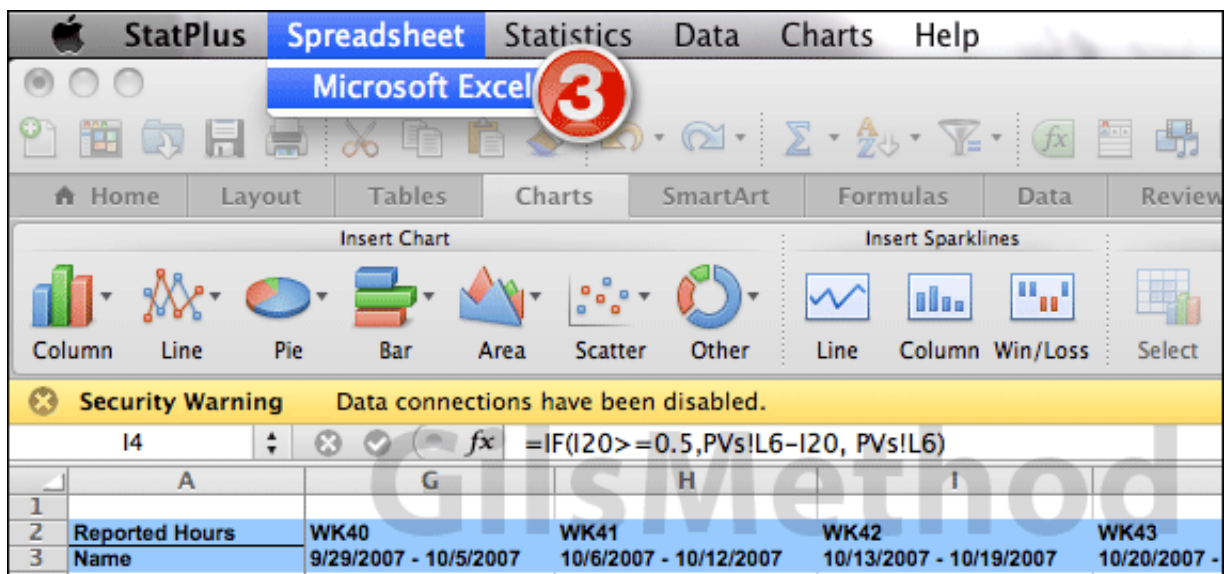 StatPlus Spreadsheet Statistics Data Charts Help
Microsoft Excel
3
Home Layout Tables Charts SmartArt Formulas Data Review
Insert Chart Insert Sparklines
Column Line Pie Bar Area Scatter Other Line Column Win/Loss Select
Security Warning Data connections have been disabled.
I4 fx =IF(I20>=0.5,PVs!L6-I20, PVs!L6)
GilsMethod
A G H I
1
2 Reported Hours WK40 WK41 WK42 WK43
3 Name 9/29/2007 - 10/5/2007 10/6/2007 - 10/12/2007 10/13/2007 - 10/19/2007 10/20/2007 -